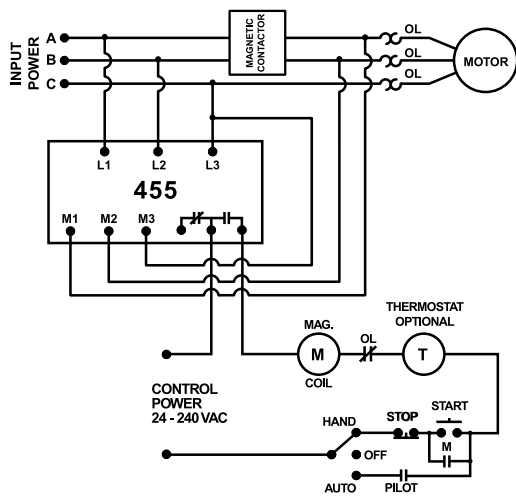 INPUT
POWER
A
B
C
MAGNETIC
CONTACTOR
OL
OL
OL
MOTOR
L1
L2
L3
455
M1
M2
M3
MAG.
M
COIL
OL
THERMOSTAT
OPTIONAL
T
CONTROL
POWER
24 - 240 VAC
HAND
STOP
START
M
OFF
AUTO
PILOT